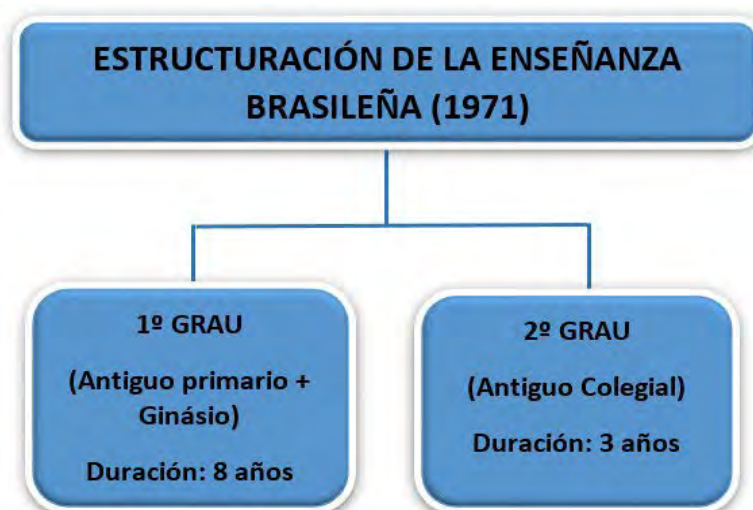 ESTRUCTURACIÓN DE LA ENSEÑANZA
BRASILEÑA (1971)
1º GRAU
(Antiguo primario +
Ginásio)
Duración: 8 años
2º GRAU
(Antiguo Colegial)
Duración: 3 años